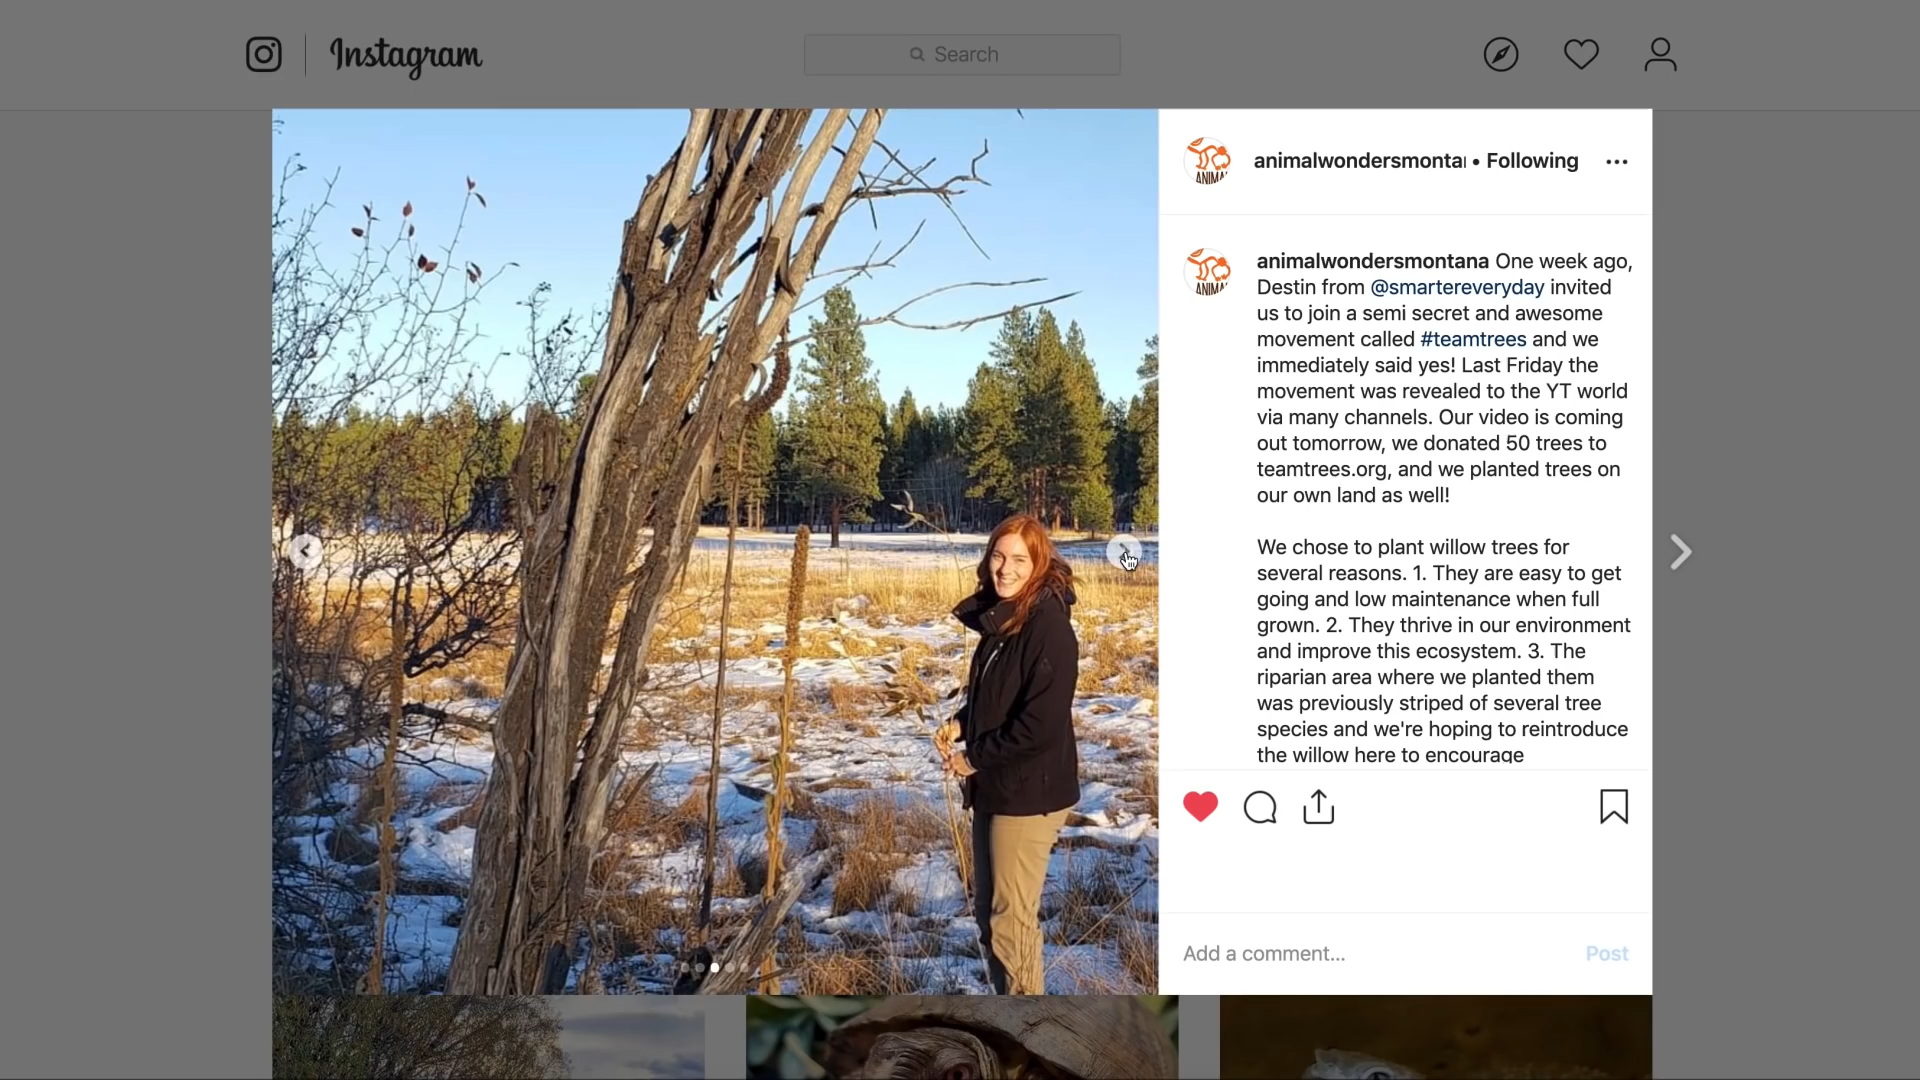 Instagram
Search
animalwondersmontai • Following
ANIMA
ANIMA
animalwondersmontana One week ago,
Destin from @smartereveryday invited
us to join a semi secret and awesome
movement called #teamtrees and we
immediately said yes! Last Friday the
movement was revealed to the YT world
via many channels. Our video is coming
out tomorrow, we donated 50 trees to
teamtrees.org, and we planted trees on
our own land as well!
We chose to plant willow trees for
several reasons. 1. They are easy to get
going and low maintenance when full
grown. 2. They thrive in our environment
and improve this ecosystem. 3. The
riparian area where we planted them
was previously striped of several tree
species and we're hoping to reintroduce
the willow here to encourage
Add a comment...
Post